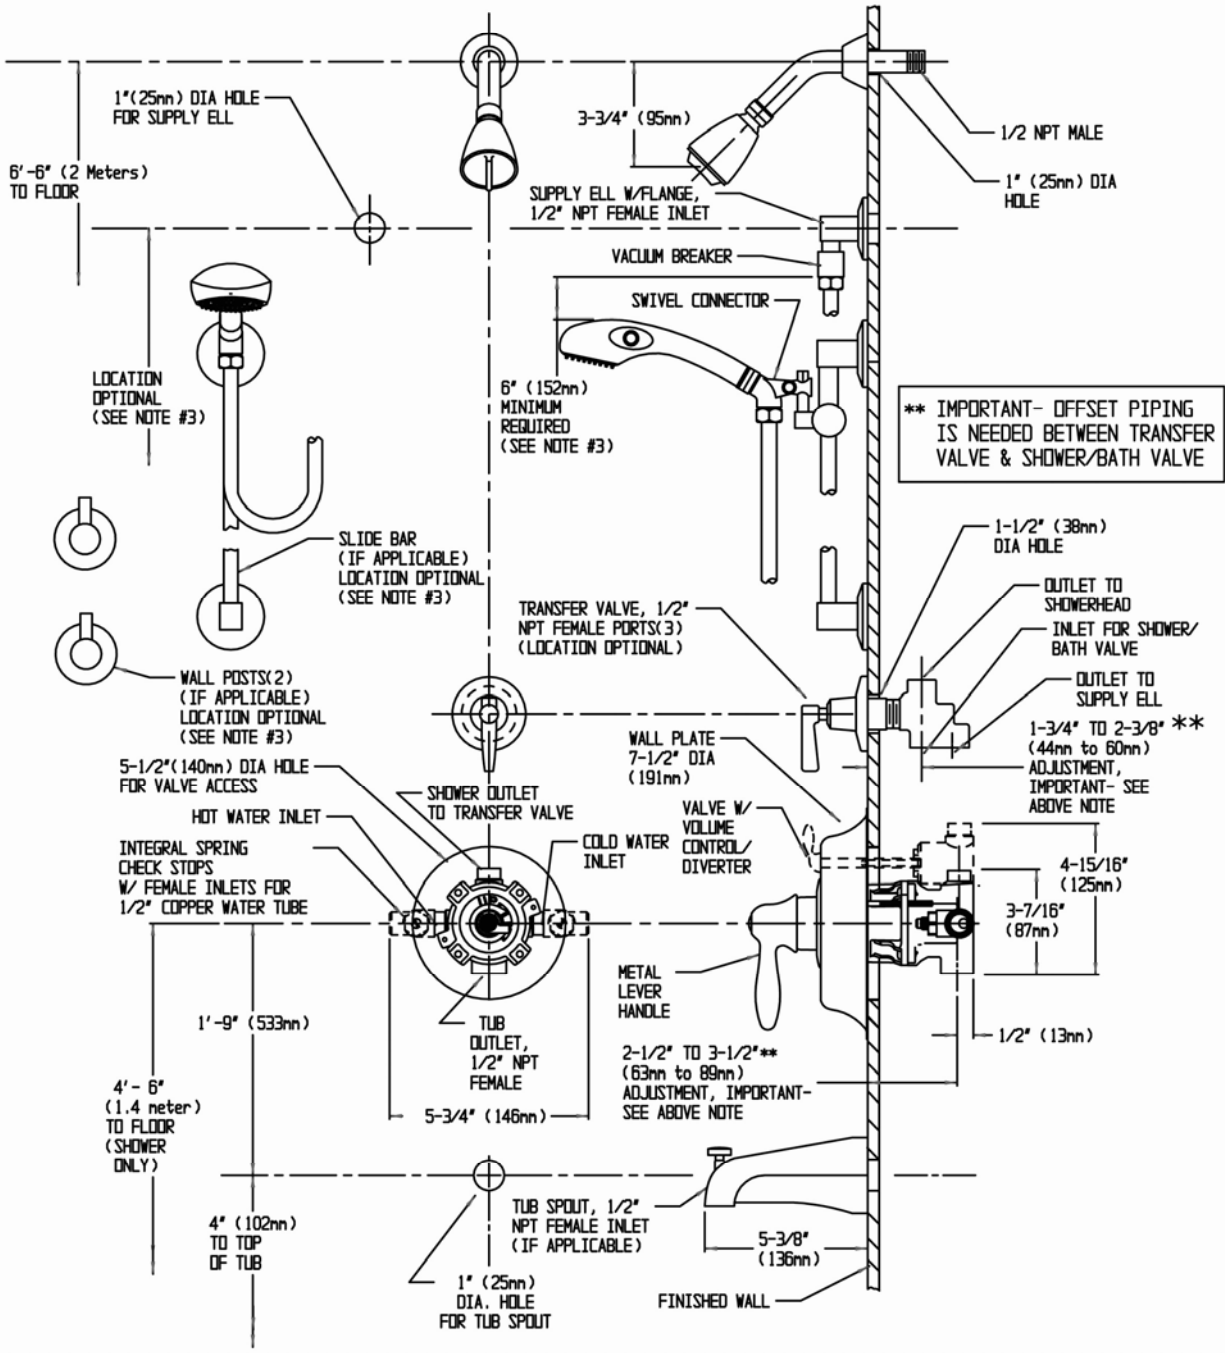 1"(25mm) DIA HOLE
FOR SUPPLY ELL
6'-6" (2 Meters)
TO FLOOR
3-3/4" (95mm)
1/2 NPT MALE
1" (25mm) DIA
HOLE
SUPPLY ELL W/FLANGE,
1/2" NPT FEMALE INLET
VACUUM BREAKER
SWIVEL CONNECTOR
LOCATION
OPTIONAL
(SEE NOTE #3)
6" (152mm)
MINIMUM
REQUIRED
(SEE NOTE #3)
** IMPORTANT- OFFSET PIPING
IS NEEDED BETWEEN TRANSFER
VALVE & SHOWER/BATH VALVE
1-1/2" (38mm)
DIA HOLE
SLIDE BAR
(IF APPLICABLE)
LOCATION OPTIONAL
(SEE NOTE #3)
OUTLET TO
SHOWERHEAD
TRANSFER VALVE, 1/2"
NPT FEMALE PORTS(3)
(LOCATION OPTIONAL)
INLET FOR SHOWER/
BATH VALVE
OUTLET TO
SUPPLY ELL
WALL POSTS(2)
(IF APPLICABLE)
LOCATION OPTIONAL
(SEE NOTE #3)
1-3/4" TO 2-3/8" **
(44mm to 60mm)
ADJUSTMENT,
IMPORTANT- SEE
ABOVE NOTE
WALL PLATE
7-1/2" DIA
(191mm)
5-1/2"(140mm) DIA HOLE
FOR VALVE ACCESS
SHOWER OUTLET
TO TRANSFER VALVE
VALVE W/
VOLUME
CONTROL/
DIVERTER
HOT WATER INLET
COLD WATER
INLET
INTEGRAL SPRING
CHECK STOPS
W/ FEMALE INLETS FOR
1/2" COPPER WATER TUBE
4-15/16"
(125mm)
3-7/16"
(87mm)
METAL
LEVER
HANDLE
1'-9" (533mm)
TUB
OUTLET,
1/2" NPT
FEMALE
1/2" (13mm)
2-1/2" TO 3-1/2"**
(63mm to 89mm)
ADJUSTMENT, IMPORTANT-
SEE ABOVE NOTE
4'- 6"
(1.4 meter)
TO FLOOR
(SHOWER
ONLY)
5-3/4" (146mm)
4" (102mm)
TO TOP
OF TUB
TUB SPOUT, 1/2"
NPT FEMALE INLET
(IF APPLICABLE)
5-3/8"
(136mm)
1" (25mm)
DIA. HOLE
FOR TUB SPOUT
FINISHED WALL